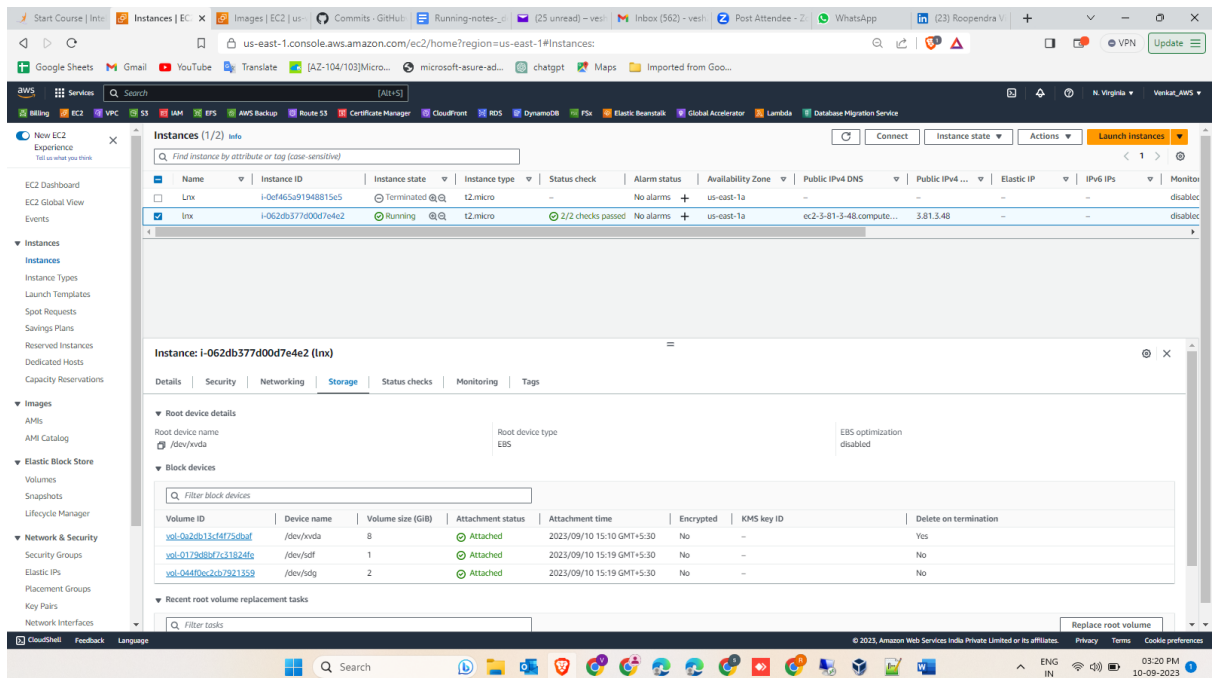 Start Course | Inte
Instances | EC
Images | EC2 | us-
Commits · GitHub
Running-notes-_d
(25 unread) – vesh
Inbox (562) - vesh
Post Attendee - Z
WhatsApp
(23) Roopendra V
us-east-1.console.aws.amazon.com/ec2/home?region=us-east-1#Instances:
VPN
Update
Google Sheets Gmail YouTube Translate [AZ-104/103]Micro... microsoft-asure-ad... chatgpt Maps Imported from Goo...
aws Services Search [Alt+S] N. Virginia Venkat_AWS
Billing EC2 VPC S3 IAM EFS AWS Backup Route 53 Certificate Manager CloudFront RDS DynamoDB FSx Elastic Beanstalk Global Accelerator Lambda Database Migration Service
New EC2
Experience
Tell us what you think
EC2 Dashboard
EC2 Global View
Events
Instances
Instances
Instance Types
Launch Templates
Spot Requests
Savings Plans
Reserved Instances
Dedicated Hosts
Capacity Reservations
Images
AMIs
AMI Catalog
Elastic Block Store
Volumes
Snapshots
Lifecycle Manager
Network & Security
Security Groups
Elastic IPs
Placement Groups
Key Pairs
Network Interfaces
Instances (1/2) Info
Connect Instance state Actions Launch instances
Find instance by attribute or tag (case-sensitive)
1
Name Instance ID Instance state Instance type Status check Alarm status Availability Zone Public IPv4 DNS Public IPv4 ... Elastic IP IPv6 IPs Monitor
Lnx i-0ef465a91948815e5 Terminated t2.micro – No alarms + us-east-1a – – – – disabled
lnx i-062db377d00d7e4e2 Running t2.micro 2/2 checks passed No alarms + us-east-1a ec2-3-81-3-48.compute... 3.81.3.48 – – disabled
Instance: i-062db377d00d7e4e2 (lnx)
Details Security Networking Storage Status checks Monitoring Tags
Root device details
Root device name Root device type EBS optimization
/dev/xvda EBS disabled
Block devices
Filter block devices
Volume ID Device name Volume size (GiB) Attachment status Attachment time Encrypted KMS key ID Delete on termination
vol-0a2db13cf4f75dbaf /dev/xvda 8 Attached 2023/09/10 15:10 GMT+5:30 No – Yes
vol-0179d8bf7c31824fe /dev/sdf 1 Attached 2023/09/10 15:19 GMT+5:30 No – No
vol-044f0ec2cb7921359 /dev/sdg 2 Attached 2023/09/10 15:19 GMT+5:30 No – No
Recent root volume replacement tasks
Filter tasks
Replace root volume
CloudShell Feedback Language © 2023, Amazon Web Services India Private Limited or its affiliates. Privacy Terms Cookie preferences
Search
ENG
IN
03:20 PM
10-09-2023
1